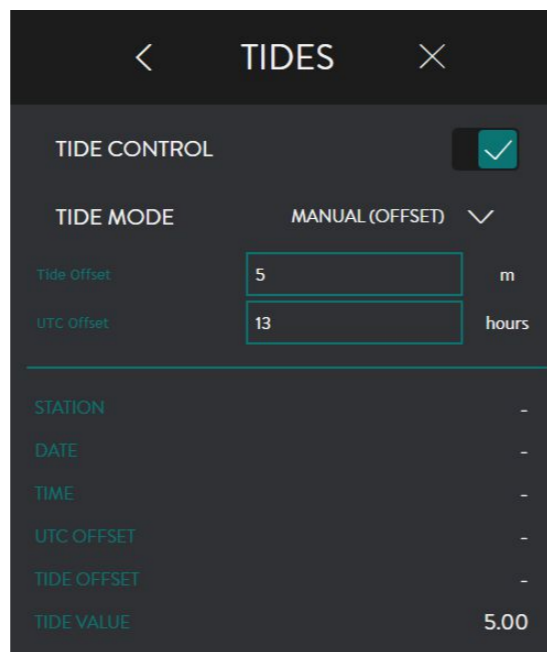 TIDES
TIDE CONTROL
TIDE MODE MANUAL (OFFSET)
Tide Offset 5 m
UTC Offset 13 hours
STATION -
DATE -
TIME -
UTC OFFSET -
TIDE OFFSET -
TIDE VALUE 5.00